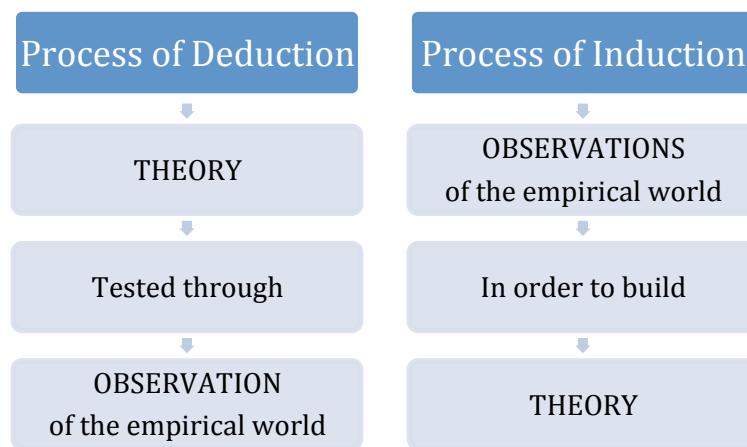 Process of Deduction
THEORY
Tested through
OBSERVATION
of the empirical world
Process of Induction
OBSERVATIONS
of the empirical world
In order to build
THEORY